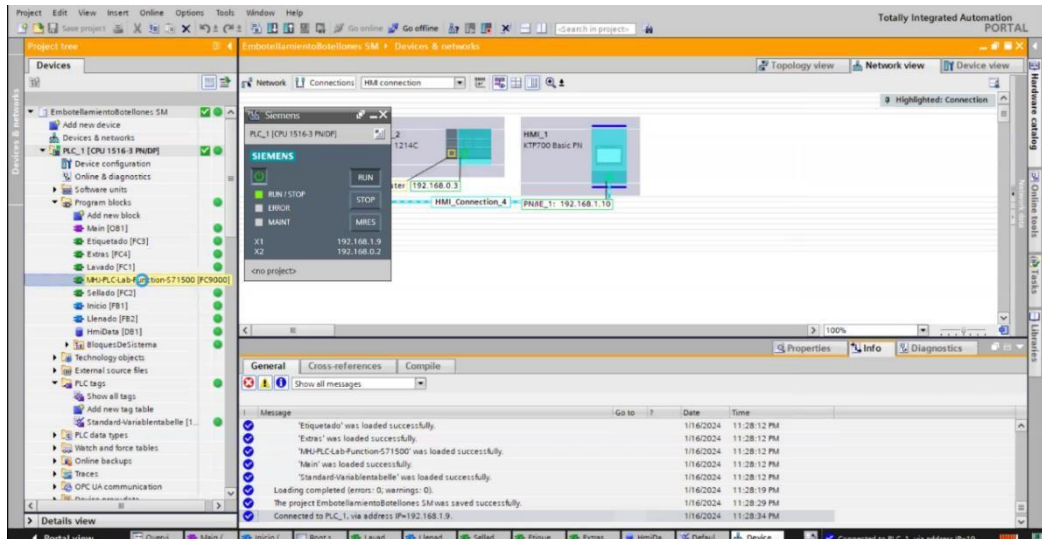 Project Edit View Insert Online Options Tools Window Help
Totally Integrated Automation
PORTAL
Save project
Go online Go offline <Search in project>
Project tree
EmbotellamientoBotellones SM Devices & networks
Devices
Topology view Network view Device view
Network Connections HMI connection
Highlighted: Connection
EmbotellamientoBotellones SM
Add new device
Devices & networks
PLC_1 [CPU 1516-3 PN/DP]
Device configuration
Online & diagnostics
Software units
Program blocks
Add new block
Main [OB1]
Etiquetado [FC3]
Extras [FC4]
Lavado [FC1]
MHJ-PLC-Lab-Function-S71500 [FC9000]
Sellado [FC2]
Inicio [FB1]
Llenado [FB2]
HmiData [DB1]
BloquesDeSistema
Technology objects
External source files
PLC tags
Show all tags
Add new tag table
Standard-Variablentabelle [1...
PLC data types
Watch and force tables
Online backups
Traces
OPC UA communication
Details view
Siemens
PLC_1 [CPU 1516-3 PN/DP]
SIEMENS
RUN
RUN / STOP
STOP
ERROR
MAINT
MRES
X1 192.168.1.9
X2 192.168.0.2
<no project>
_2
1214C
192.168.0.3
HMI_1
KTP700 Basic PN
HMI_Connection_4
192.168.1.10
100%
Properties Info Diagnostics
General Cross-references Compile
Show all messages
! Message Go to ? Date Time
'Etiquetado' was loaded successfully. 1/16/2024 11:28:12 PM
'Extras' was loaded successfully. 1/16/2024 11:28:12 PM
'MHJ-PLC-Lab-Function-S71500' was loaded successfully. 1/16/2024 11:28:12 PM
'Main' was loaded successfully. 1/16/2024 11:28:12 PM
'Standard-Variablentabelle' was loaded successfully. 1/16/2024 11:28:12 PM
Loading completed (errors: 0; warnings: 0). 1/16/2024 11:28:19 PM
The project EmbotellamientoBotellones SM was saved successfully. 1/16/2024 11:28:29 PM
Connected to PLC_1, via address IP=192.168.1.9. 1/16/2024 11:28:34 PM
Hardware catalog
Online tools
Tasks
Libraries
Devices & networks
Portal view